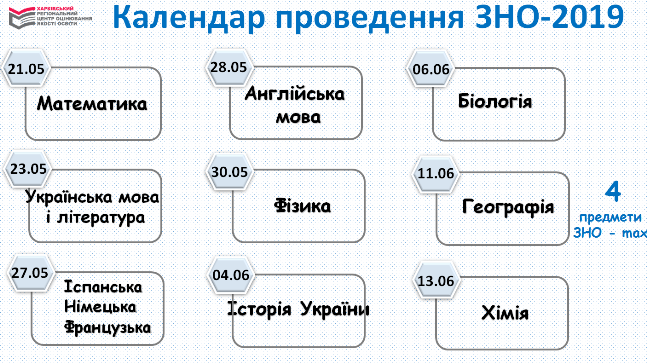 ХАРКІВСЬКИЙ
РЕГІОНАЛЬНИЙ
ЦЕНТР ОЦІНЮВАННЯ
ЯКОСТІ ОСВІТИ
Календар проведення ЗНО-2019
21.05
Математика
28.05
Англійська
мова
06.06
Біологія
23.05
Українська мова
і література
30.05
Фізика
11.06
Географія
4
предмети
ЗНО - max
27.05
Іспанська
Німецька
Французька
04.06
Історія України
13.06
Хімія